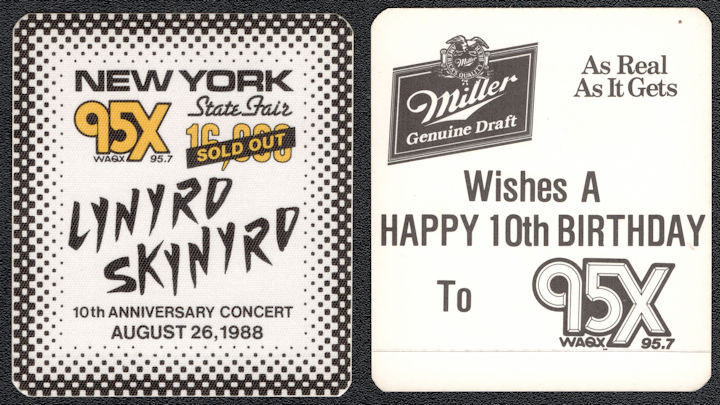 NEW YORK
95X State Fair
WAQX 95.7
16,000
SOLD OUT
LYNYRD
SKYNYRD
10th ANNIVERSARY CONCERT
AUGUST 26, 1988
Miller
Miller
Genuine Draft
As Real
As It Gets
Wishes A
HAPPY 10th BIRTHDAY
To 95X
WAQX 95.7